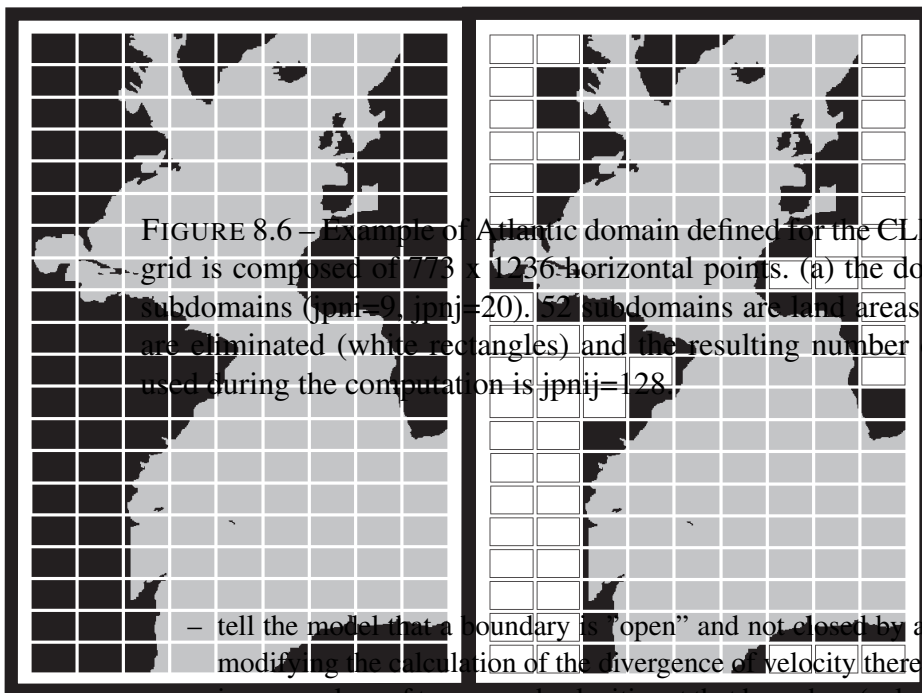 FIGURE 8.6 – Example of Atlantic domain defined for the CL
grid is composed of 773 x 1236 horizontal points. (a) the do
subdomains (jpni=9, jpnj=20). 52 subdomains are land areas
are eliminated (white rectangles) and the resulting number
used during the computation is jpnij=128.
– tell the model that a boundary is ”open” and not closed by a
modifying the calculation of the divergence of velocity there